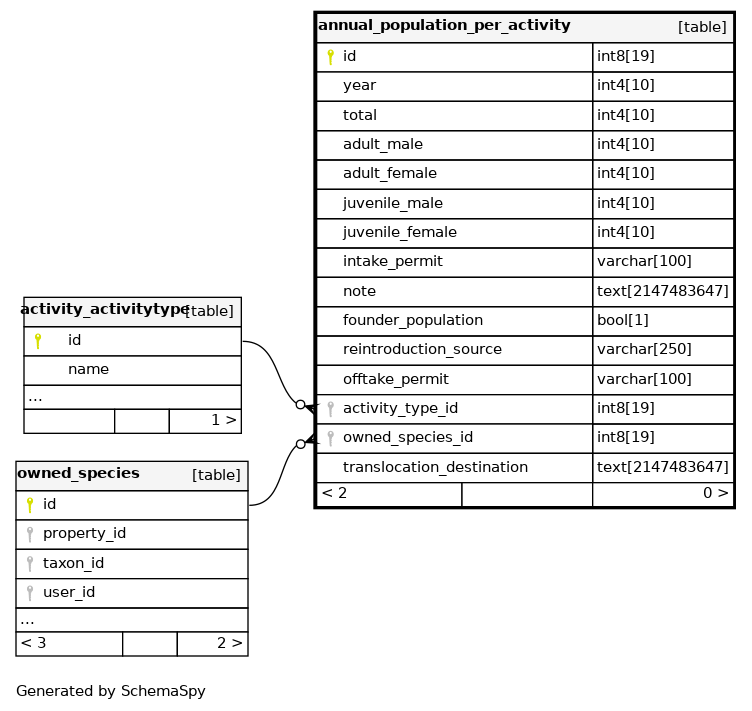 annual_population_per_activity [table]
id int8[19]
year int4[10]
total int4[10]
adult_male int4[10]
adult_female int4[10]
juvenile_male int4[10]
juvenile_female int4[10]
intake_permit varchar[100]
note text[2147483647]
founder_population bool[1]
reintroduction_source varchar[250]
offtake_permit varchar[100]
activity_type_id int8[19]
owned_species_id int8[19]
translocation_destination text[2147483647]
< 2 0 >
activity_activitytype [table]
id
name
...
1 >
owned_species [table]
id
property_id
taxon_id
user_id
...
< 3 2 >
Generated by SchemaSpy